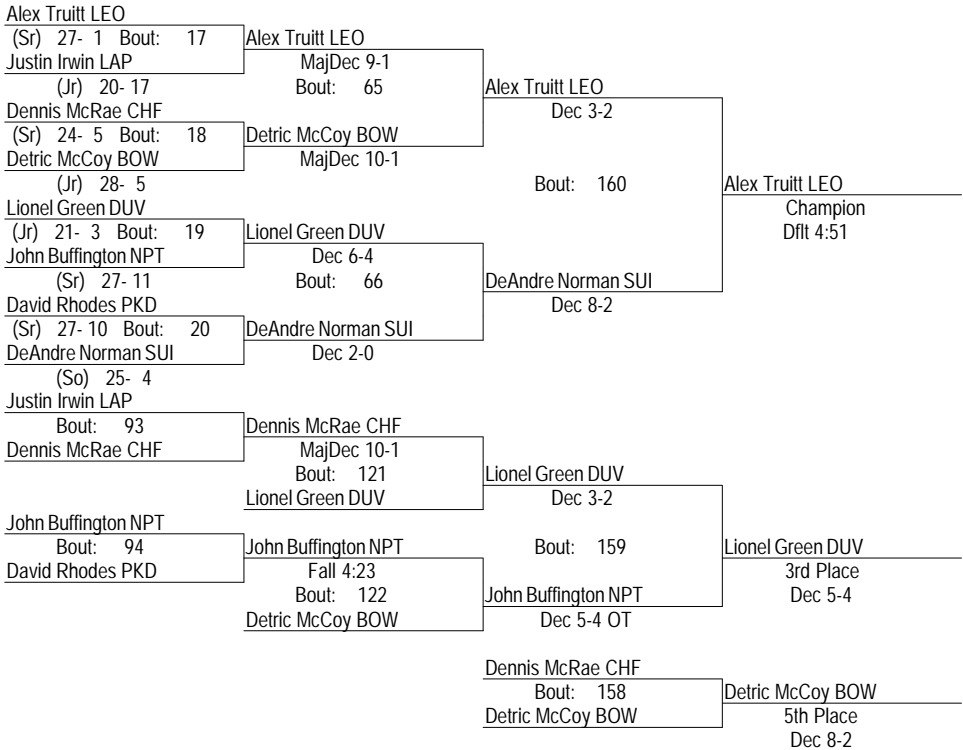 Alex Truitt LEO
(Sr) 27- 1 Bout: 17 Alex Truitt LEO
Justin Irwin LAP MajDec 9-1
(Jr) 20- 17 Bout: 65 Alex Truitt LEO
Dennis McRae CHF Dec 3-2
(Sr) 24- 5 Bout: 18 Detric McCoy BOW
Detric McCoy BOW MajDec 10-1
(Jr) 28- 5 Bout: 160 Alex Truitt LEO
Lionel Green DUV Champion
(Jr) 21- 3 Bout: 19 Lionel Green DUV Dflt 4:51
John Buffington NPT Dec 6-4
(Sr) 27- 11 Bout: 66 DeAndre Norman SUI
David Rhodes PKD Dec 8-2
(Sr) 27- 10 Bout: 20 DeAndre Norman SUI
DeAndre Norman SUI Dec 2-0
(So) 25- 4
Justin Irwin LAP
Bout: 93 Dennis McRae CHF
Dennis McRae CHF MajDec 10-1
Bout: 121 Lionel Green DUV
Lionel Green DUV Dec 3-2
John Buffington NPT
Bout: 94 John Buffington NPT Bout: 159 Lionel Green DUV
David Rhodes PKD Fall 4:23 3rd Place
Bout: 122 John Buffington NPT Dec 5-4
Detric McCoy BOW Dec 5-4 OT
Dennis McRae CHF
Bout: 158 Detric McCoy BOW
Detric McCoy BOW 5th Place
Dec 8-2